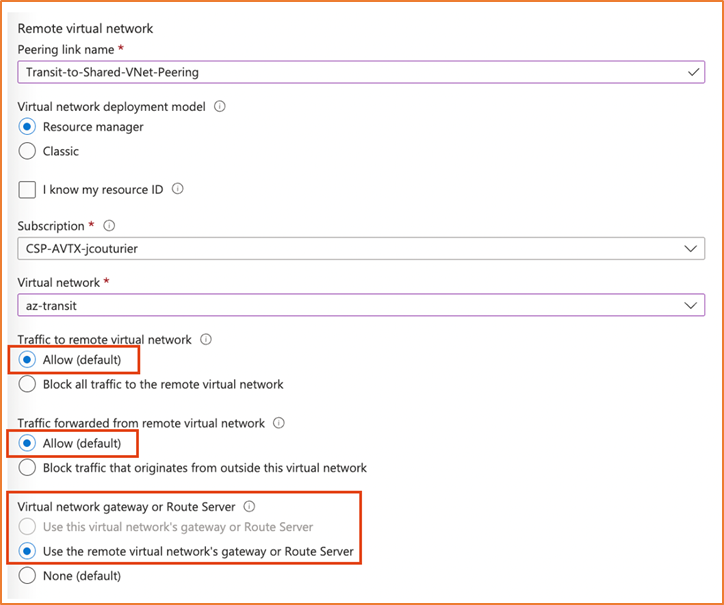 Remote virtual network
Peering link name *
Transit-to-Shared-VNet-Peering
Virtual network deployment model
Resource manager
Classic
I know my resource ID
Subscription *
CSP-AVTX-jcouturier
Virtual network *
az-transit
Traffic to remote virtual network
Allow (default)
Block all traffic to the remote virtual network
Traffic forwarded from remote virtual network
Allow (default)
Block traffic that originates from outside this virtual network
Virtual network gateway or Route Server
Use this virtual network's gateway or Route Server
Use the remote virtual network's gateway or Route Server
None (default)